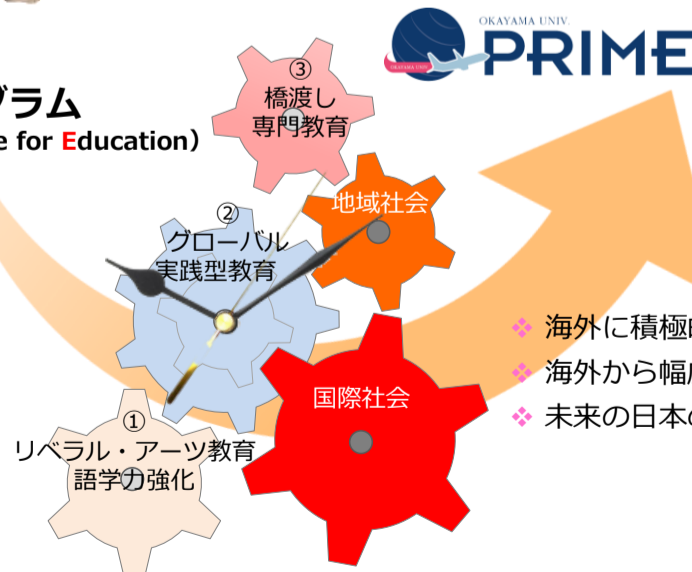 OKAYAMA UNIV.
PRIME
OKAYAMA UNIV.
グラム
e for Education）
③
橋渡し
専門教育
地域社会
②
グローバル
実践型教育
国際社会
①
リベラル・アーツ教育
語学力強化
❖ 海外に積極
❖ 海外から幅
❖ 未来の日本の